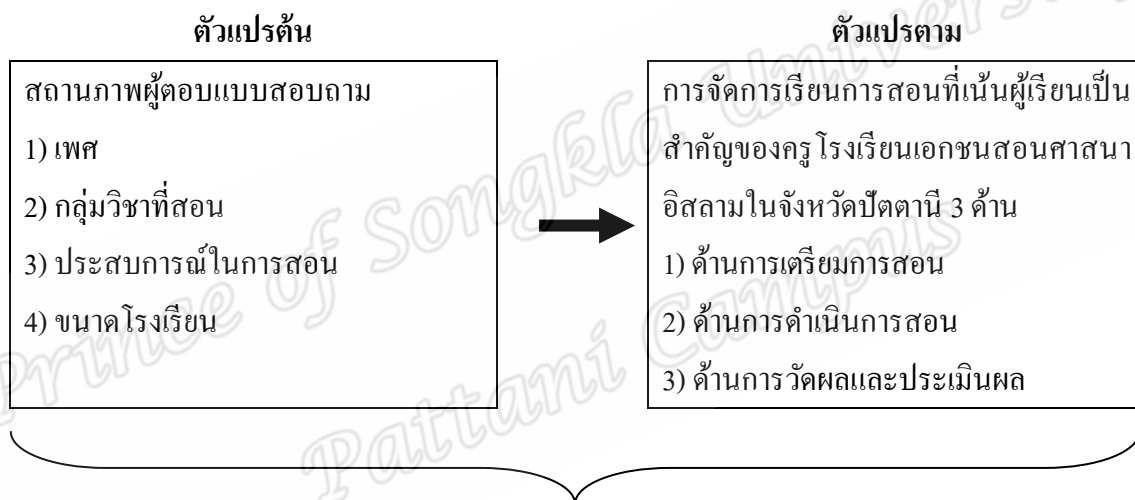 ตัวแปรต้น
สถานภาพผู้ตอบแบบสอบถาม
1) เพศ
2) กลุ่มวิชาที่สอน
3) ประสบการณ์ในการสอน
4) ขนาดโรงเรียน
ตัวแปรตาม
การจัดการเรียนการสอนที่เน้นผู้เรียนเป็น
สำคัญของครู โรงเรียนเอกชนสอนศาสนา
อิสลามในจังหวัดปัตตานี 3 ด้าน
1) ด้านการเตรียมการสอน
2) ด้านการดำเนินการสอน
3) ด้านการวัดผลและประเมินผล
Prince of Songkla
Pattani Campus